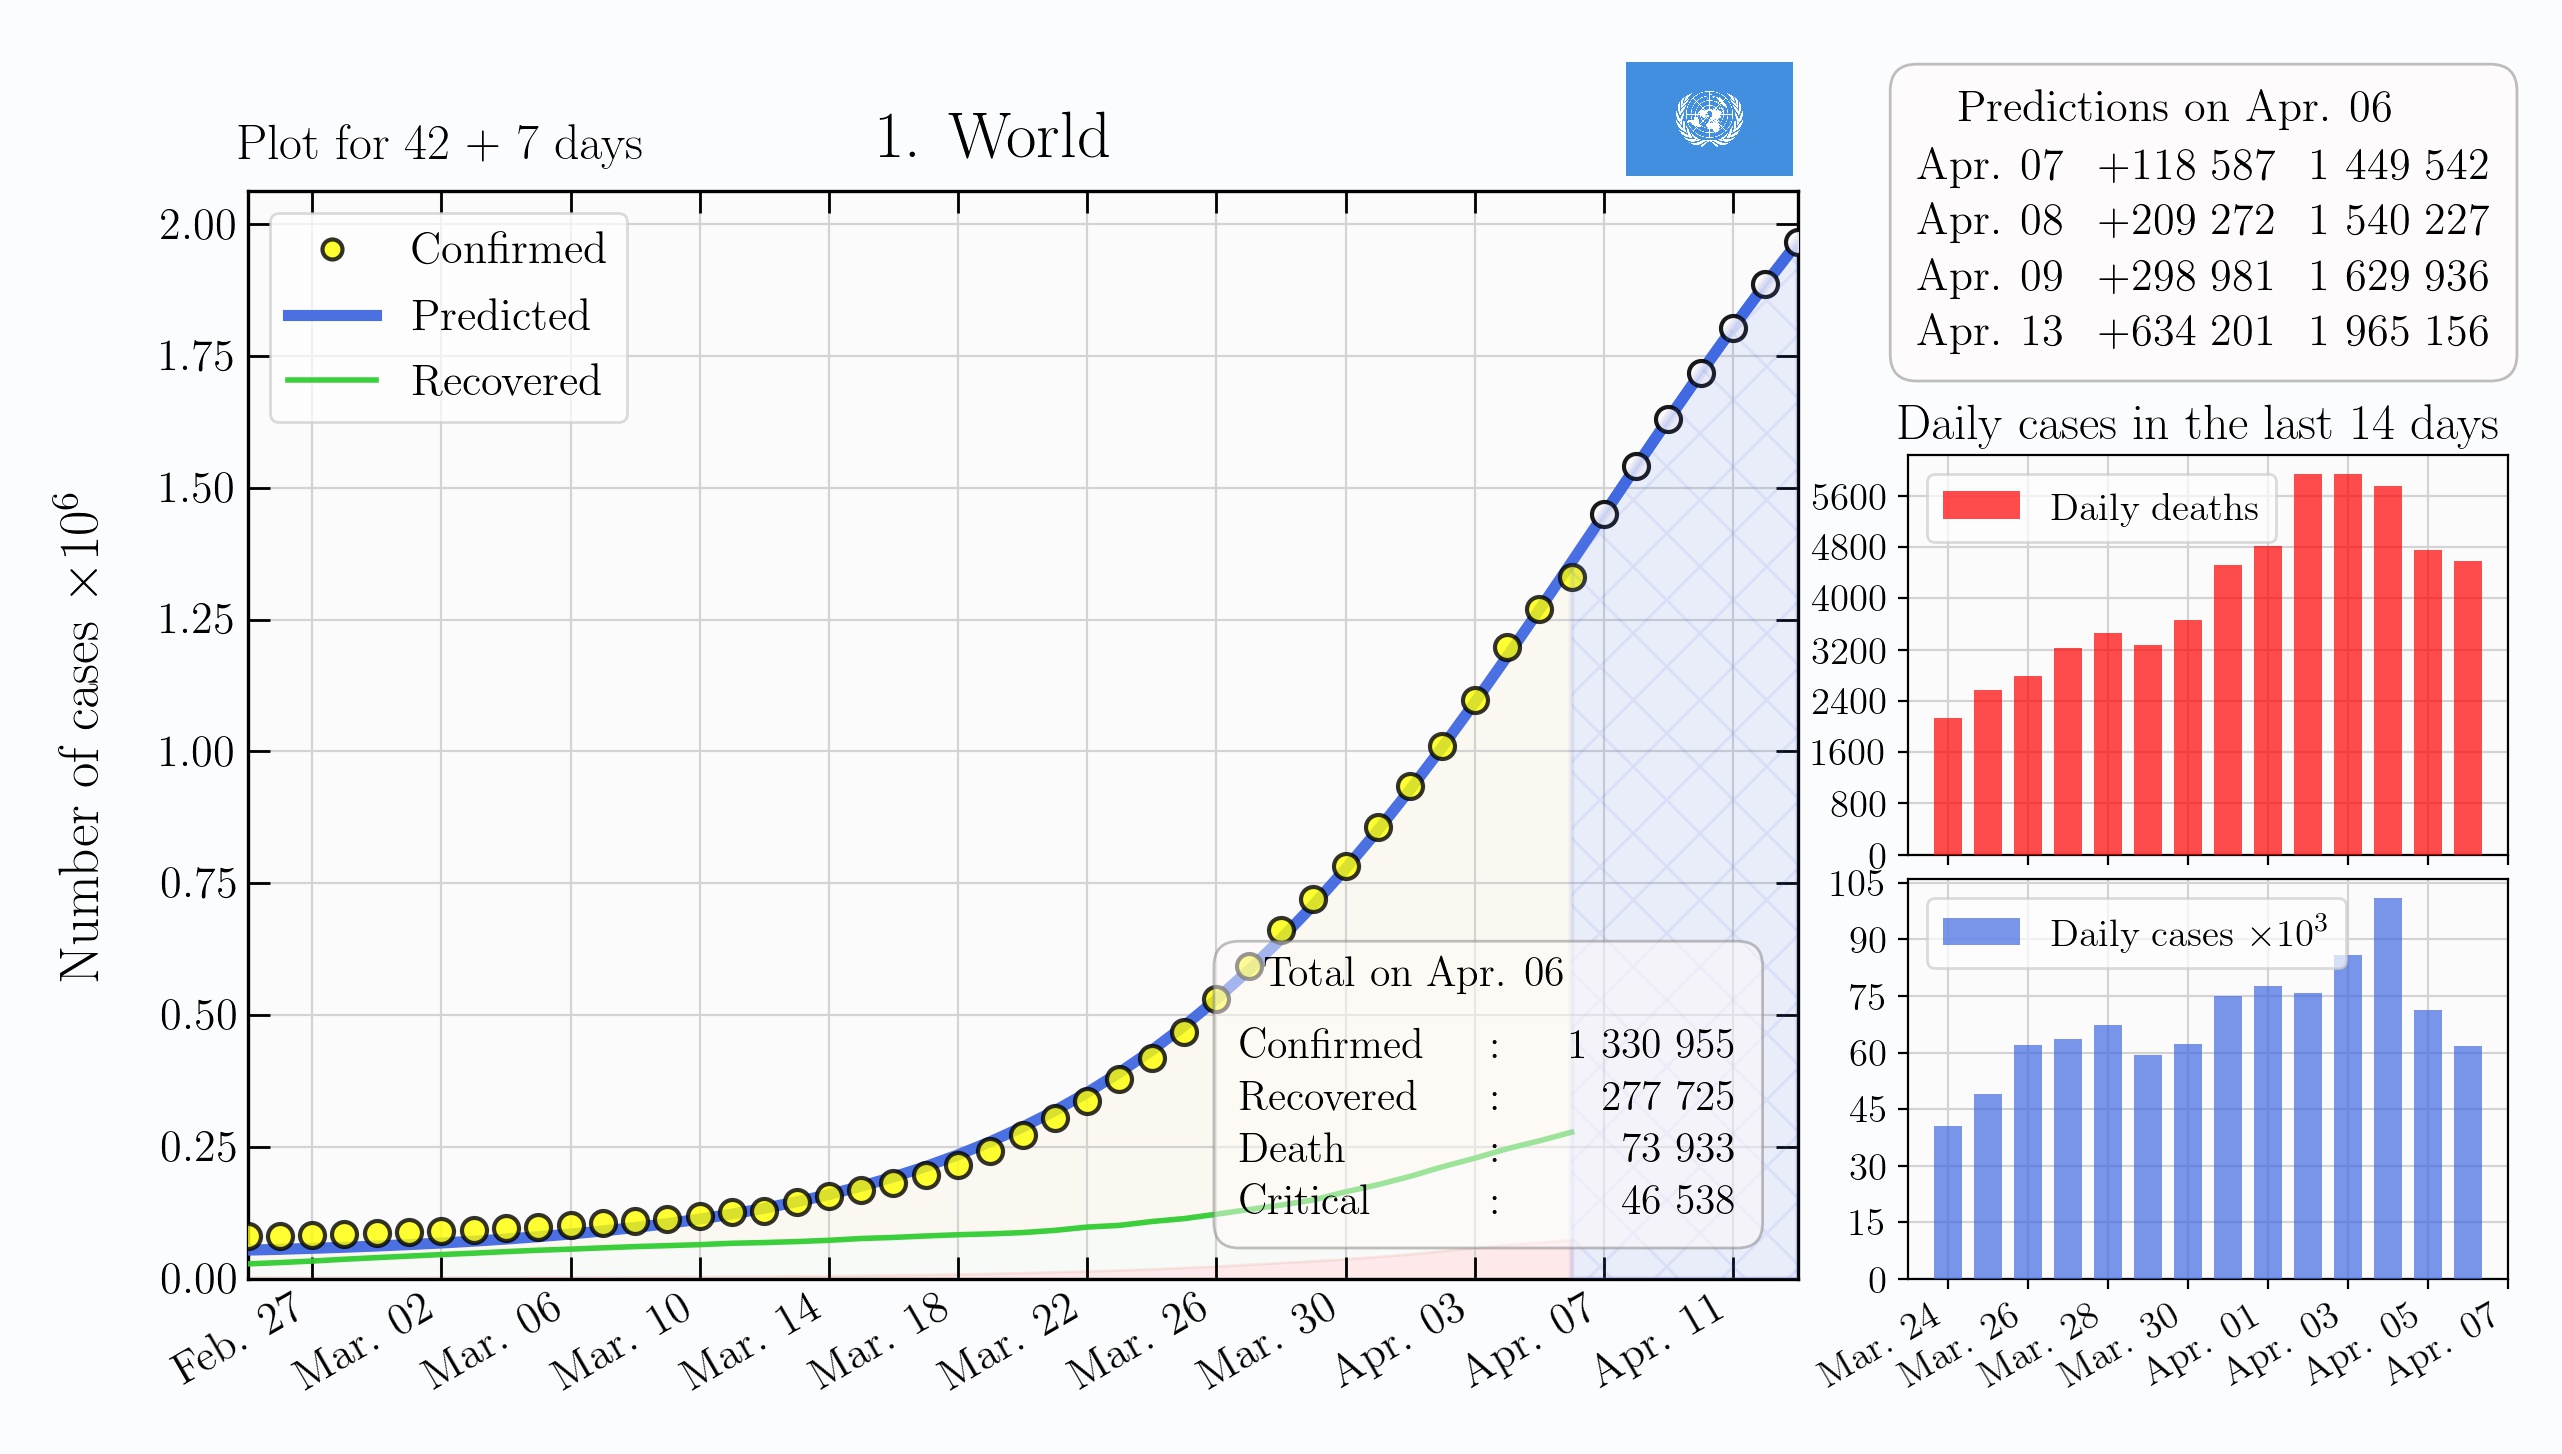 Plot for 42 + 7 days
1. World
Number of cases ×10⁶
2.00
1.75
1.50
1.25
1.00
0.75
0.50
0.25
0.00
Confirmed
Predicted
Recovered
Total on Apr. 06
Confirmed : 1 330 955
Recovered : 277 725
Death : 73 933
Critical : 46 538
Feb. 27 Mar. 02 Mar. 06 Mar. 10 Mar. 14 Mar. 18 Mar. 22 Mar. 26 Mar. 30 Apr. 03 Apr. 07 Apr. 11
Predictions on Apr. 06
Apr. 07 +118 587 1 449 542
Apr. 08 +209 272 1 540 227
Apr. 09 +298 981 1 629 936
Apr. 13 +634 201 1 965 156
Daily cases in the last 14 days
Daily deaths
5600
4800
4000
3200
2400
1600
800
0
Daily cases ×10³
105
90
75
60
45
30
15
0
Mar. 24 Mar. 26 Mar. 28 Mar. 30 Apr. 01 Apr. 03 Apr. 05 Apr. 07